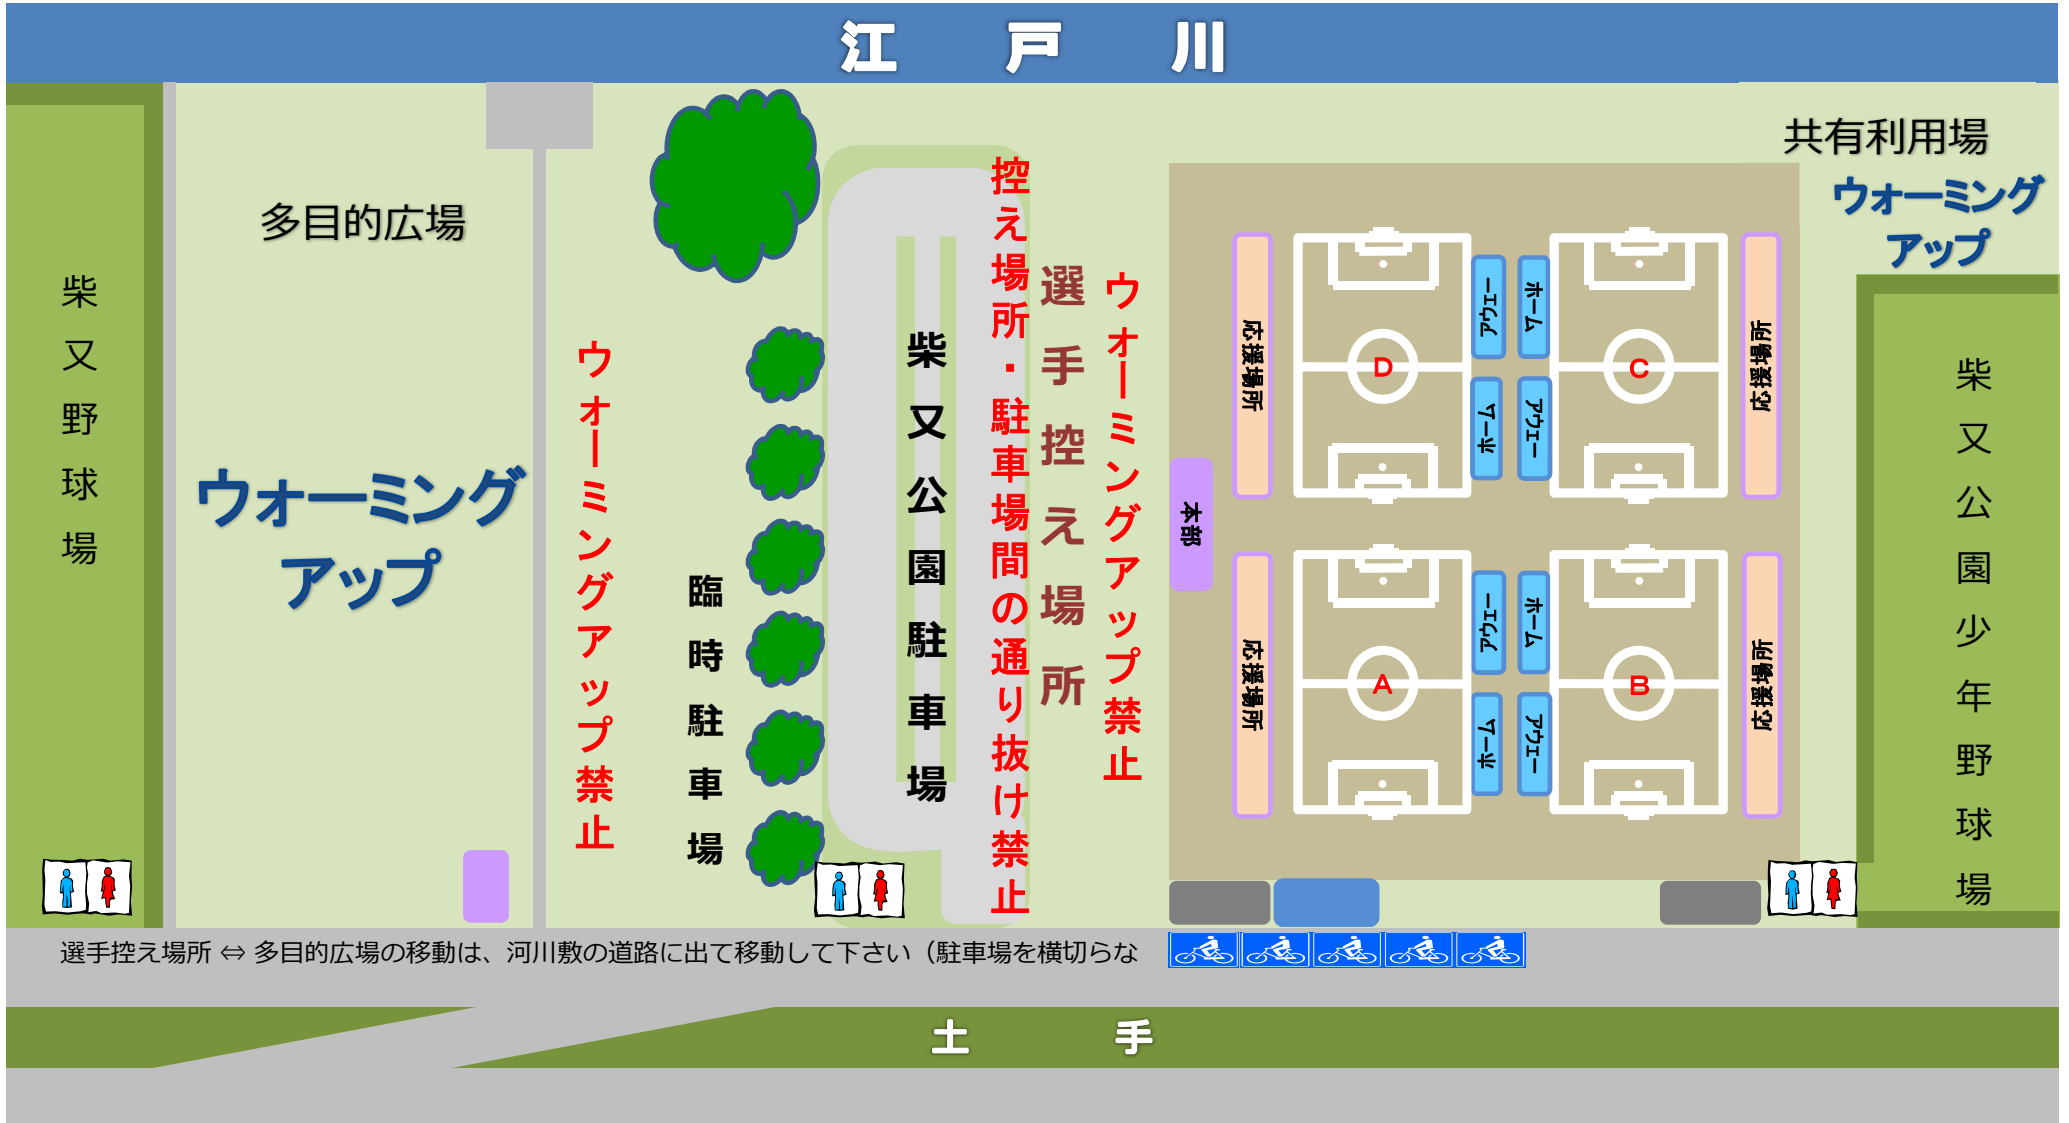 江戸川
共有利用場
ウォーミング
アップ
多目的広場
柴又野球場
ウォーミング
アップ
ウォーミングアップ禁止
臨時駐車場
柴又公園駐車場
控え場所・駐車場間の通り抜け禁止
選手控え場所
ウォーミングアップ禁止
本部
応援場所
D
アウェー
ホーム
ホーム
アウェー
C
応援場所
応援場所
A
アウェー
ホーム
ホーム
アウェー
B
応援場所
柴又公園少年野球場
選手控え場所 ⇔ 多目的広場の移動は、河川敷の道路に出て移動して下さい（駐車場を横切らな
土手